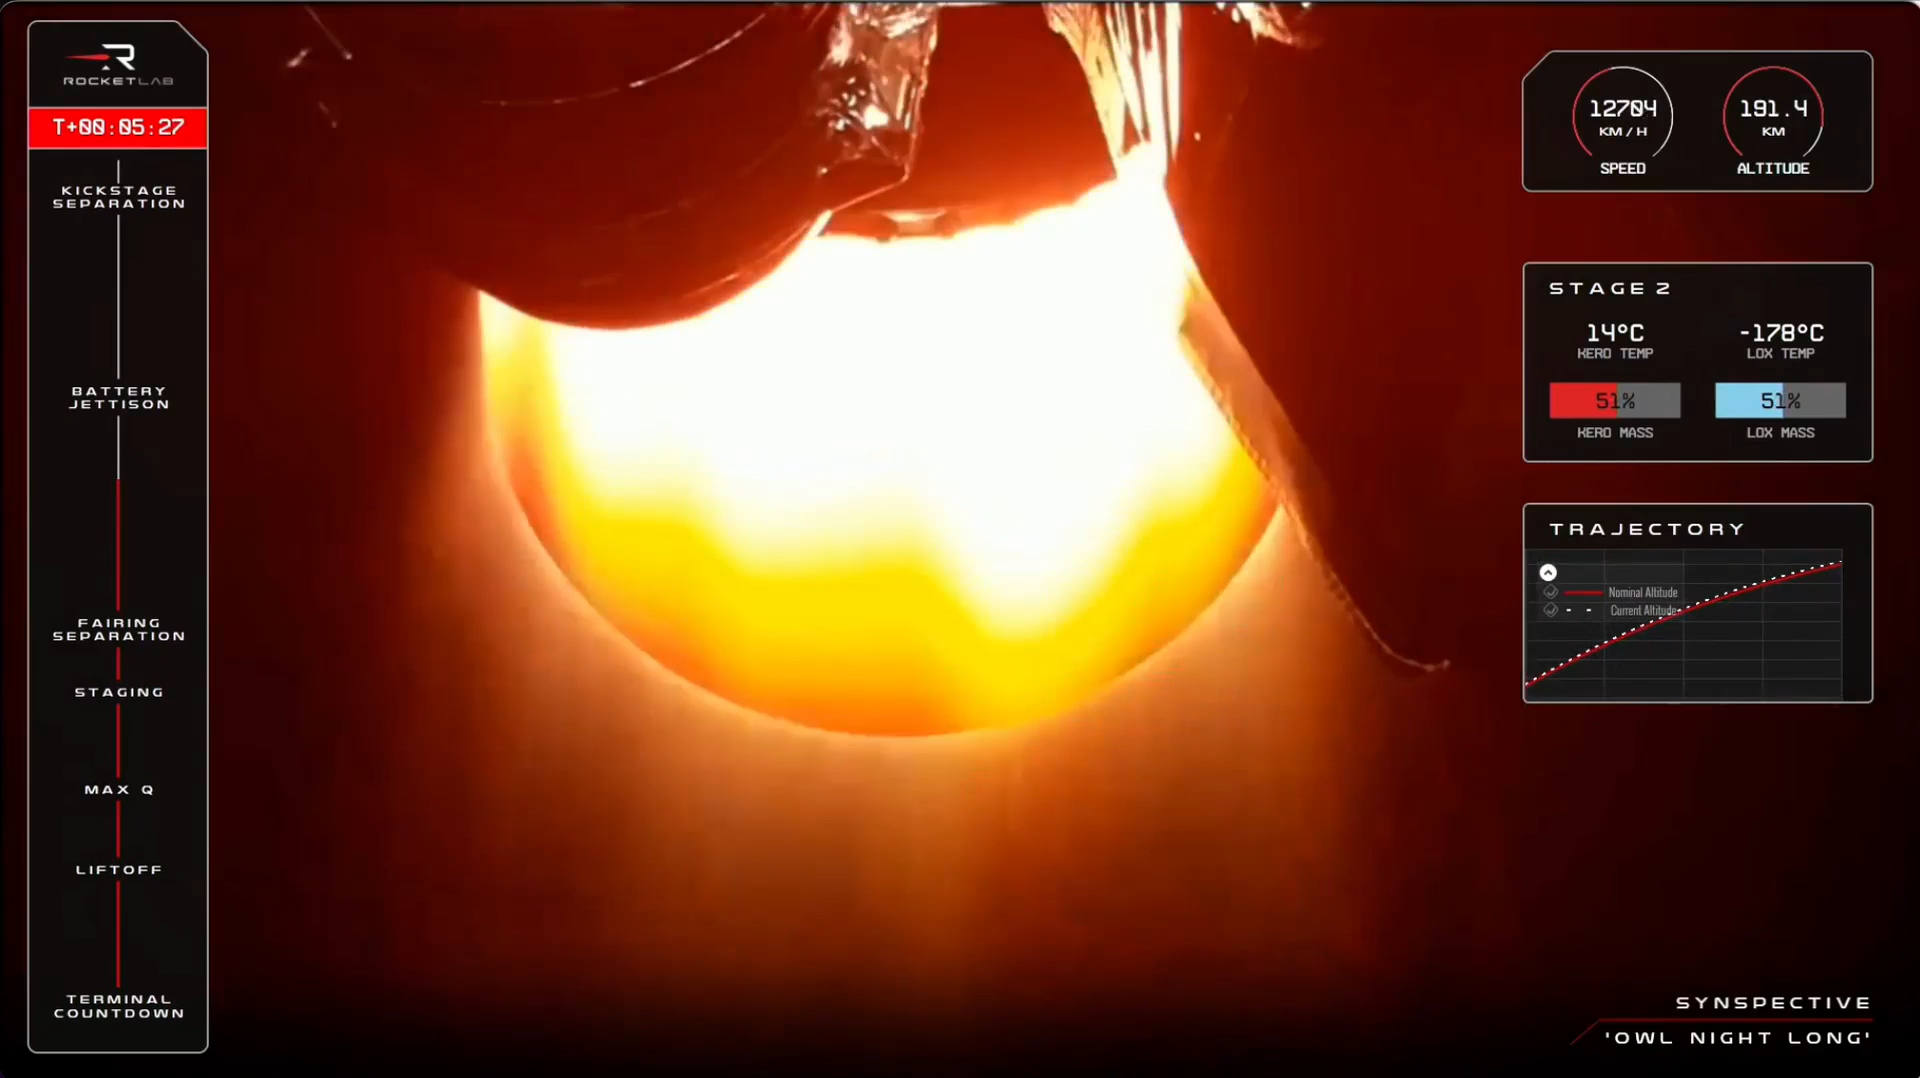 ROCKETLAB
T+00:05:27
KICKSTAGE
SEPARATION
BATTERY
JETTISON
FAIRING
SEPARATION
STAGING
MAX Q
LIFTOFF
TERMINAL
COUNTDOWN
12704
KM/H
SPEED
191.4
KM
ALTITUDE
STAGE 2
14°C
KERO TEMP
-178°C
LOX TEMP
51%
KERO MASS
51%
LOX MASS
TRAJECTORY
Nominal Altitude
Current Altitude
SYNSPECTIVE
'OWL NIGHT LONG'